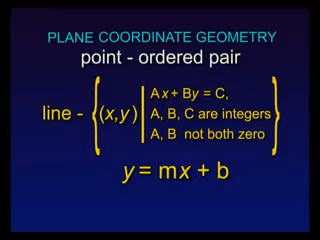 PLANE COORDINATE GEOMETRY
point - ordered pair
line - {(x,y) | Ax + By = C,
A, B, C are integers
A, B not both zero}
y = mx + b